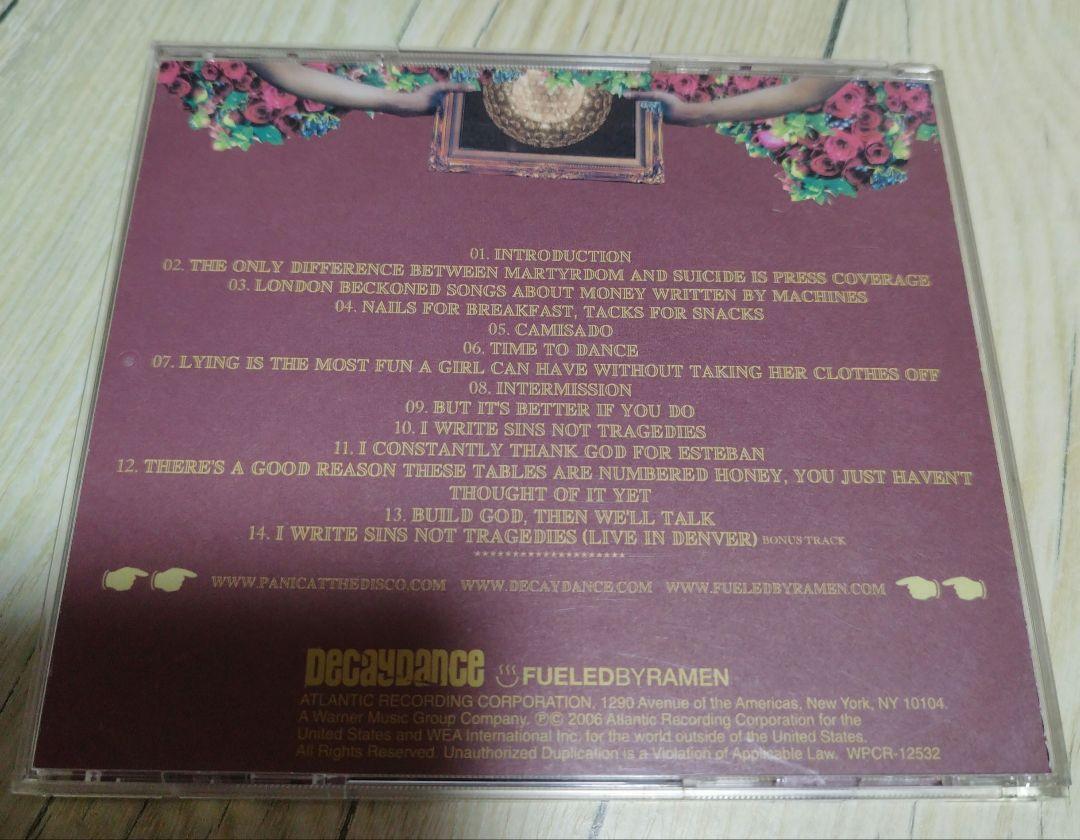 01. INTRODUCTION
02. THE ONLY DIFFERENCE BETWEEN MARTYRDOM AND SUICIDE IS PRESS COVERAGE
03. LONDON BECKONED SONGS ABOUT MONEY WRITTEN BY MACHINES
04. NAILS FOR BREAKFAST, TACKS FOR SNACKS
05. CAMISADO
06. TIME TO DANCE
07. LYING IS THE MOST FUN A GIRL CAN HAVE WITHOUT TAKING HER CLOTHES OFF
08. INTERMISSION
09. BUT IT'S BETTER IF YOU DO
10. I WRITE SINS NOT TRAGEDIES
11. I CONSTANTLY THANK GOD FOR ESTEBAN
12. THERE'S A GOOD REASON THESE TABLES ARE NUMBERED HONEY, YOU JUST HAVEN'T
THOUGHT OF IT YET
13. BUILD GOD, THEN WE'LL TALK
14. I WRITE SINS NOT TRAGEDIES (LIVE IN DENVER) BONUS TRACK
********************
WWW.PANICATTHEDISCO.COM WWW.DECAYDANCE.COM WWW.FUELEDBYRAMEN.COM
DecayDance FUELEDBYRAMEN
ATLANTIC RECORDING CORPORATION, 1290 Avenue of the Americas, New York, NY 10104.
A Warner Music Group Company. ℗© 2006 Atlantic Recording Corporation for the
United States and WEA International Inc. for the world outside of the United States.
All Rights Reserved. Unauthorized Duplication is a Violation of Applicable Law. WPCR-12532